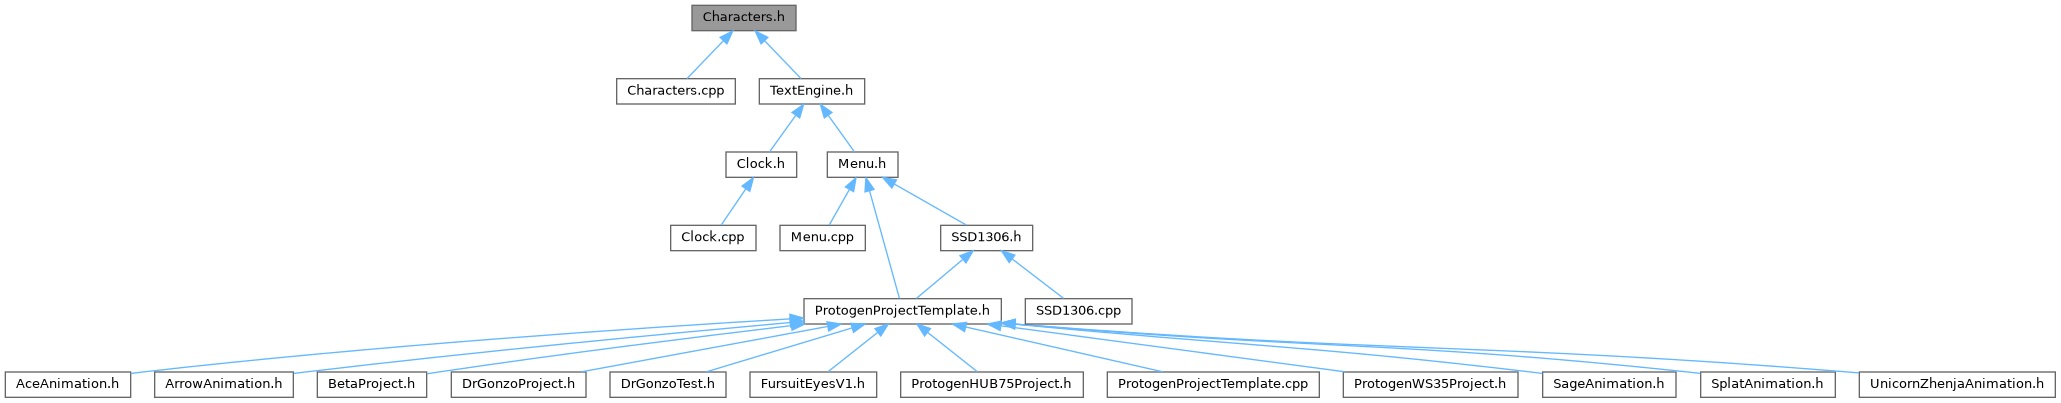 Characters.h
Characters.cpp
TextEngine.h
Clock.h
Menu.h
Clock.cpp
Menu.cpp
SSD1306.h
ProtogenProjectTemplate.h
SSD1306.cpp
AceAnimation.h
ArrowAnimation.h
BetaProject.h
DrGonzoProject.h
DrGonzoTest.h
FursuitEyesV1.h
ProtogenHUB75Project.h
ProtogenProjectTemplate.cpp
ProtogenWS35Project.h
SageAnimation.h
SplatAnimation.h
UnicornZhenjaAnimation.h